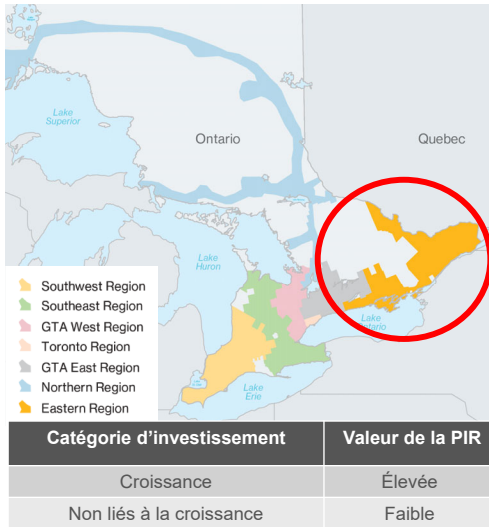 Lake
Superior
Ontario
Quebec
Lake
Huron
Lake
Ontario
Lake
Erie
Southwest Region
Southeast Region
GTA West Region
Toronto Region
GTA East Region
Northern Region
Eastern Region
Catégorie d'investissement Valeur de la PIR
Croissance Élevée
Non liés à la croissance Faible